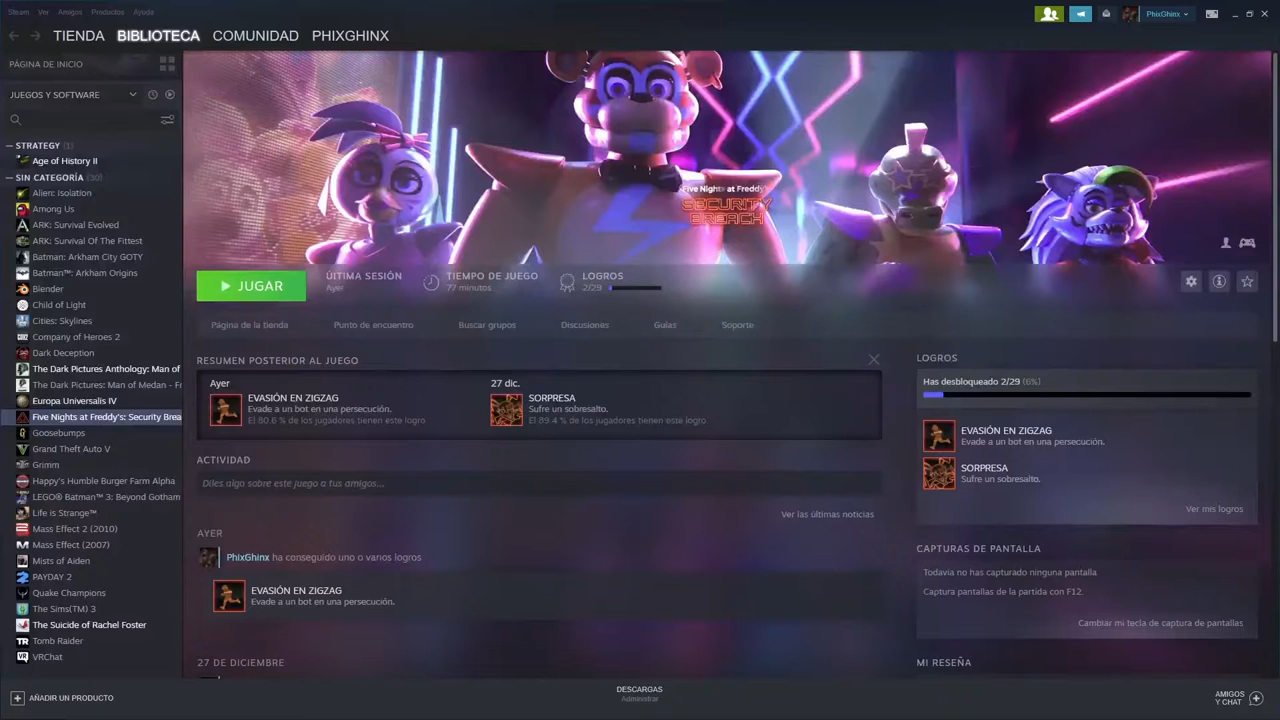 Steam Ver Amigos Productos Ayuda
PhixGhinx
TIENDA BIBLIOTECA COMUNIDAD PHIXGHINX
PÁGINA DE INICIO
JUEGOS Y SOFTWARE
STRATEGY (1)
Age of History II
SIN CATEGORÍA (30)
Alien: Isolation
Among Us
ARK: Survival Evolved
ARK: Survival Of The Fittest
Batman: Arkham City GOTY
Batman™: Arkham Origins
Blender
Child of Light
Cities: Skylines
Company of Heroes 2
Dark Deception
The Dark Pictures Anthology: Man of
The Dark Pictures: Man of Medan - Fr
Europa Universalis IV
Five Nights at Freddy's: Security Brea
Goosebumps
Grand Theft Auto V
Grimm
Happy's Humble Burger Farm Alpha
LEGO® Batman™ 3: Beyond Gotham
Life is Strange™
Mass Effect 2 (2010)
Mass Effect (2007)
Mists of Aiden
PAYDAY 2
Quake Champions
The Sims(TM) 3
The Suicide of Rachel Foster
Tomb Raider
VRChat
AÑADIR UN PRODUCTO
Five Nights at Freddy's
SECURITY
BREACH
JUGAR
ÚLTIMA SESIÓN
Ayer
TIEMPO DE JUEGO
77 minutos
LOGROS
2/29
Página de la tienda Punto de encuentro Buscar grupos Discusiones Guías Soporte
RESUMEN POSTERIOR AL JUEGO
Ayer
EVASIÓN EN ZIGZAG
Evade a un bot en una persecución.
El 80.6 % de los jugadores tienen este logro
27 dic.
SORPRESA
Sufre un sobresalto.
El 89.4 % de los jugadores tienen este logro
ACTIVIDAD
Diles algo sobre este juego a tus amigos...
Ver las últimas noticias
AYER
PhixGhinx ha conseguido uno o varios logros
EVASIÓN EN ZIGZAG
Evade a un bot en una persecución.
27 DE DICIEMBRE
LOGROS
Has desbloqueado 2/29 (6%)
EVASIÓN EN ZIGZAG
Evade a un bot en una persecución.
SORPRESA
Sufre un sobresalto.
Ver mis logros
CAPTURAS DE PANTALLA
Todavía no has capturado ninguna pantalla
Captura pantallas de la partida con F12.
Cambiar mi tecla de captura de pantallas
MI RESEÑA
DESCARGAS
Administrar
AMIGOS
Y CHAT